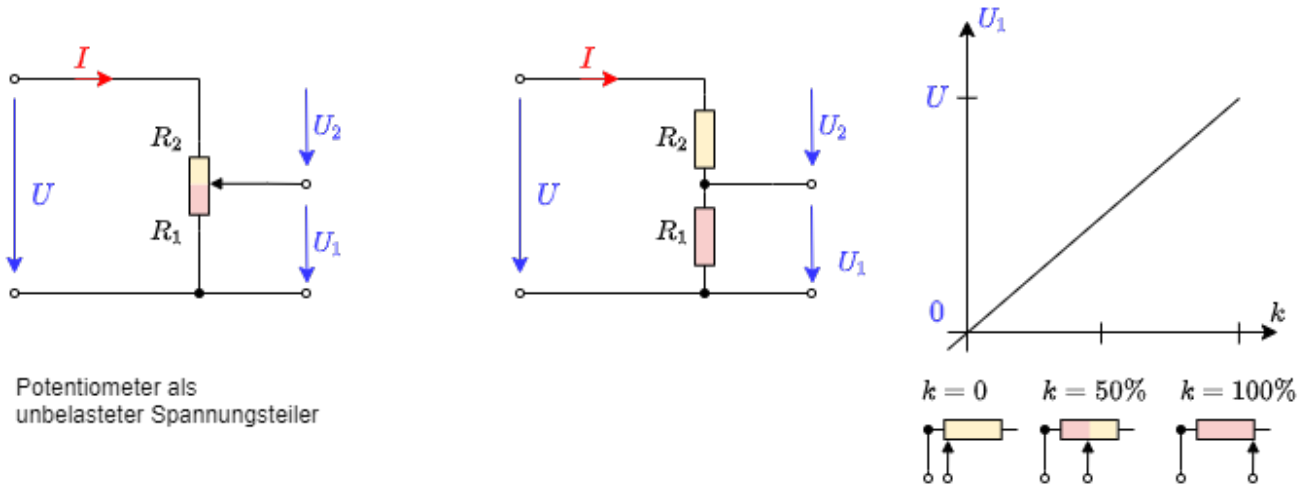 I
R₂
U₂
U
R₁
U₁
I
R₂
U₂
U
R₁
U₁
U₁
U
0
k
k = 0 k = 50% k = 100%
Potentiometer als
unbelasteter Spannungsteiler